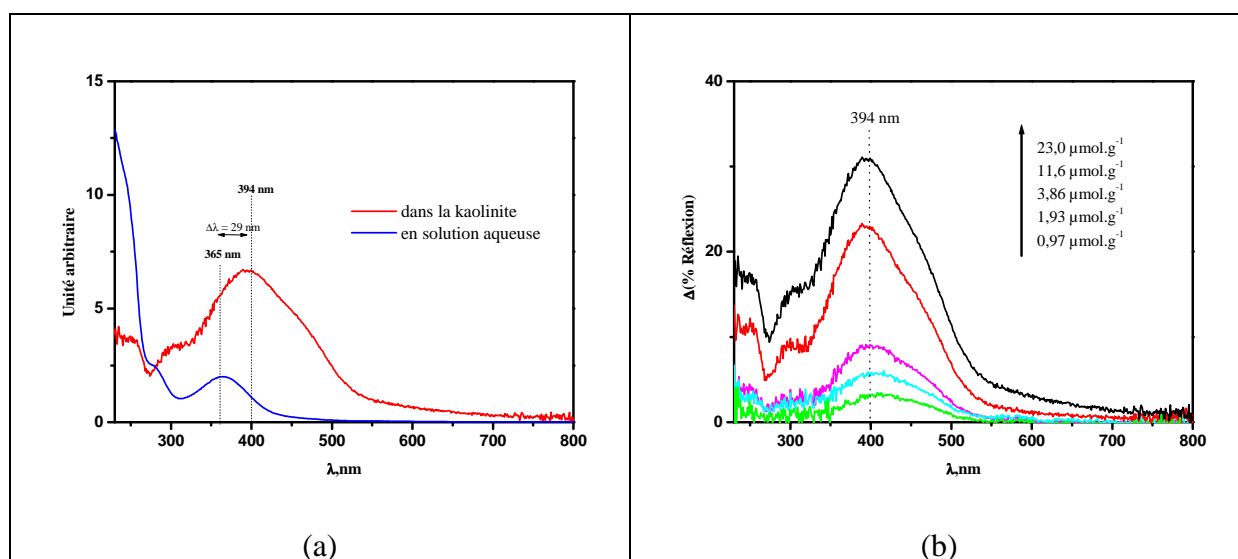 15
10
5
0
Unité arbitraire
394 nm
Δλ = 29 nm
365 nm
dans la kaolinite
en solution aqueuse
300 400 500 600 700 800
λ,nm
(a)
40
20
0
Δ(% Réflexion)
394 nm
23,0 µmol.g-1
11,6 µmol.g-1
3,86 µmol.g-1
1,93 µmol.g-1
0,97 µmol.g-1
300 400 500 600 700 800
λ,nm
(b)